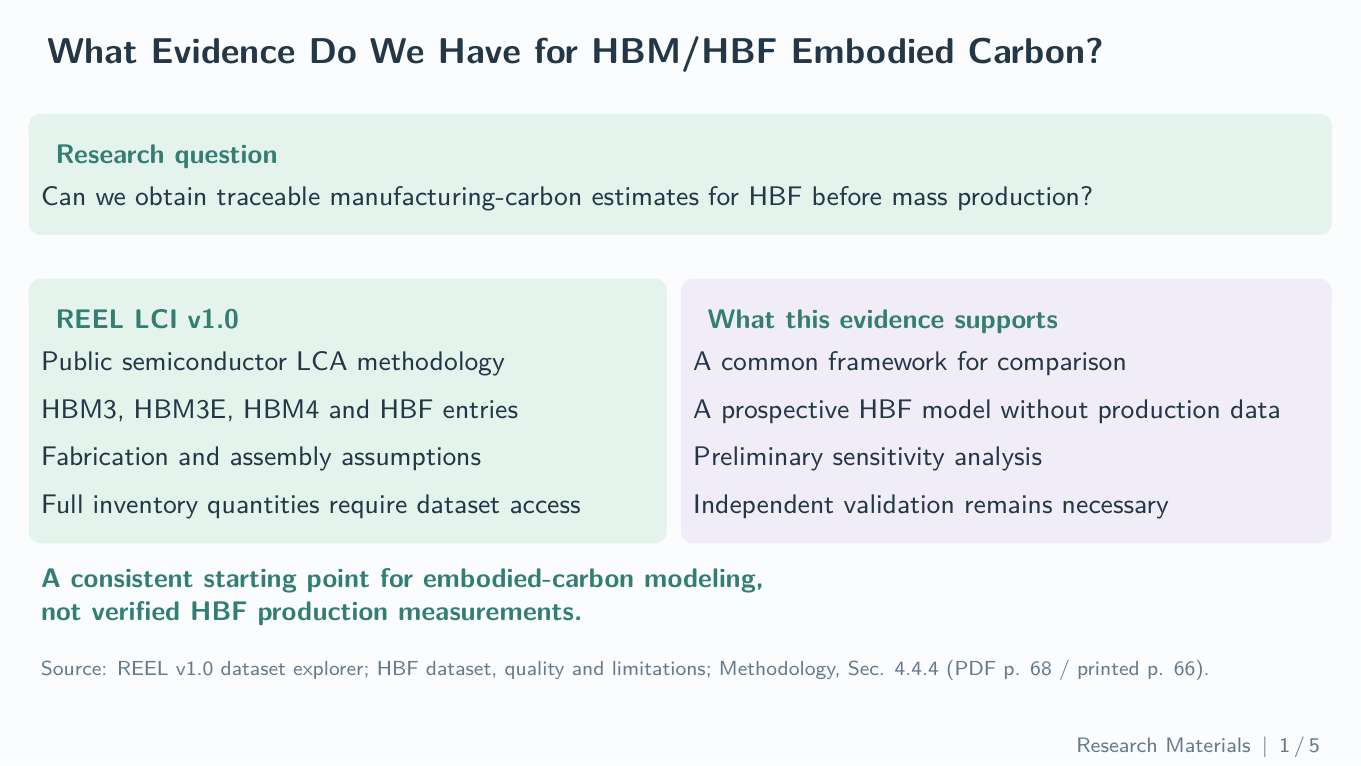 What Evidence Do We Have for HBM/HBF Embodied Carbon?
Research question
Can we obtain traceable manufacturing-carbon estimates for HBF before mass production?
REEL LCI v1.0
Public semiconductor LCA methodology
HBM3, HBM3E, HBM4 and HBF entries
Fabrication and assembly assumptions
Full inventory quantities require dataset access
What this evidence supports
A common framework for comparison
A prospective HBF model without production data
Preliminary sensitivity analysis
Independent validation remains necessary
A consistent starting point for embodied-carbon modeling,
not verified HBF production measurements.
Source: REEL v1.0 dataset explorer; HBF dataset, quality and limitations; Methodology, Sec. 4.4.4 (PDF p. 68 / printed p. 66).
Research Materials | 1 / 5